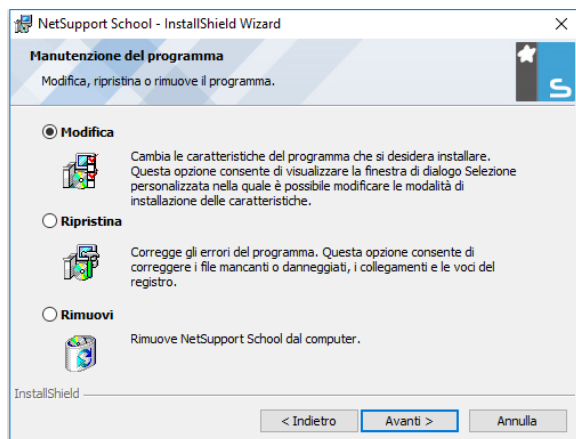 NetSupport School - InstallShield Wizard
Manutenzione del programma
Modifica, ripristina o rimuove il programma.
S
Modifica
Cambia le caratteristiche del programma che si desidera installare.
Questa opzione consente di visualizzare la finestra di dialogo Selezione
personalizzata nella quale è possibile modificare le modalità di
installazione delle caratteristiche.
Ripristina
Corregge gli errori del programma. Questa opzione consente di
correggere i file mancanti o danneggiati, i collegamenti e le voci del
registro.
Rimuovi
Rimuove NetSupport School dal computer.
InstallShield
< Indietro
Avanti >
Annulla